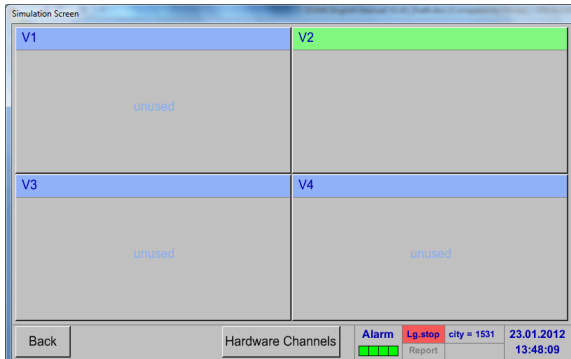 Simulation Screen
V1
V2
unused
V3
V4
unused
unused
Back
Hardware Channels
Alarm
Lg.stop
city = 1531
23.01.2012
Report
13:48:09